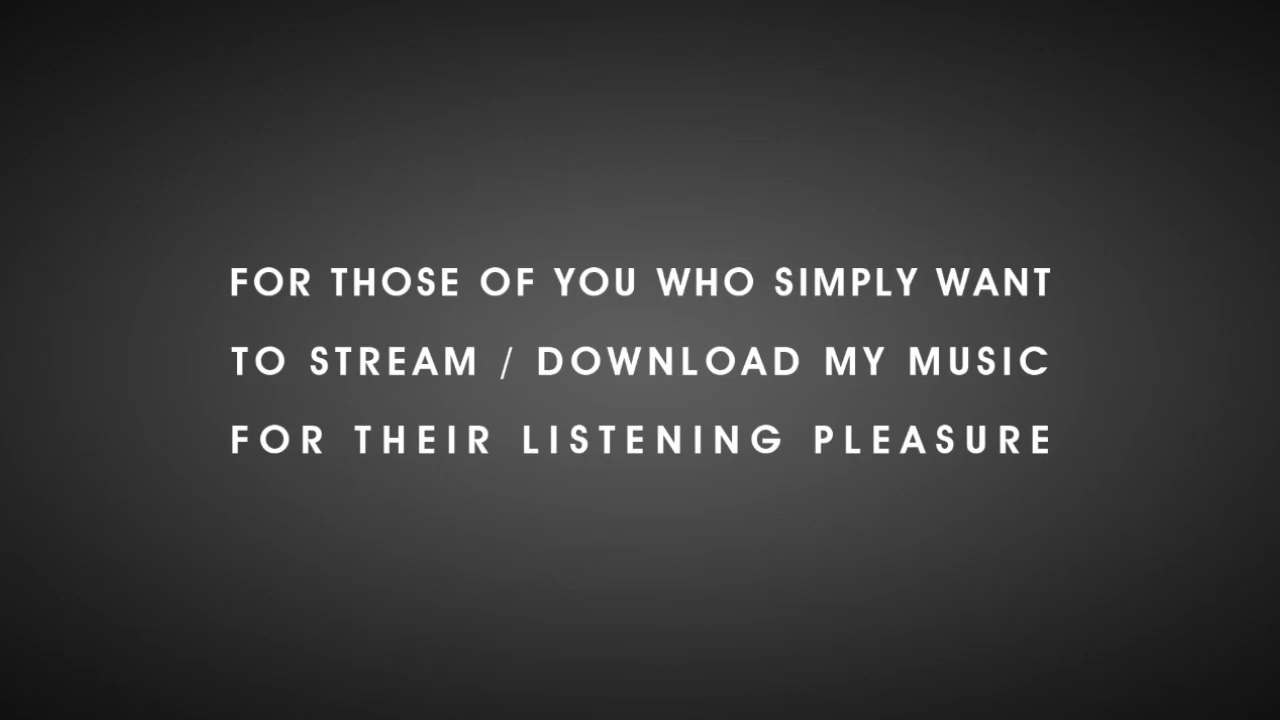 FOR THOSE OF YOU WHO SIMPLY WANT
TO STREAM / DOWNLOAD MY MUSIC
FOR THEIR LISTENING PLEASURE